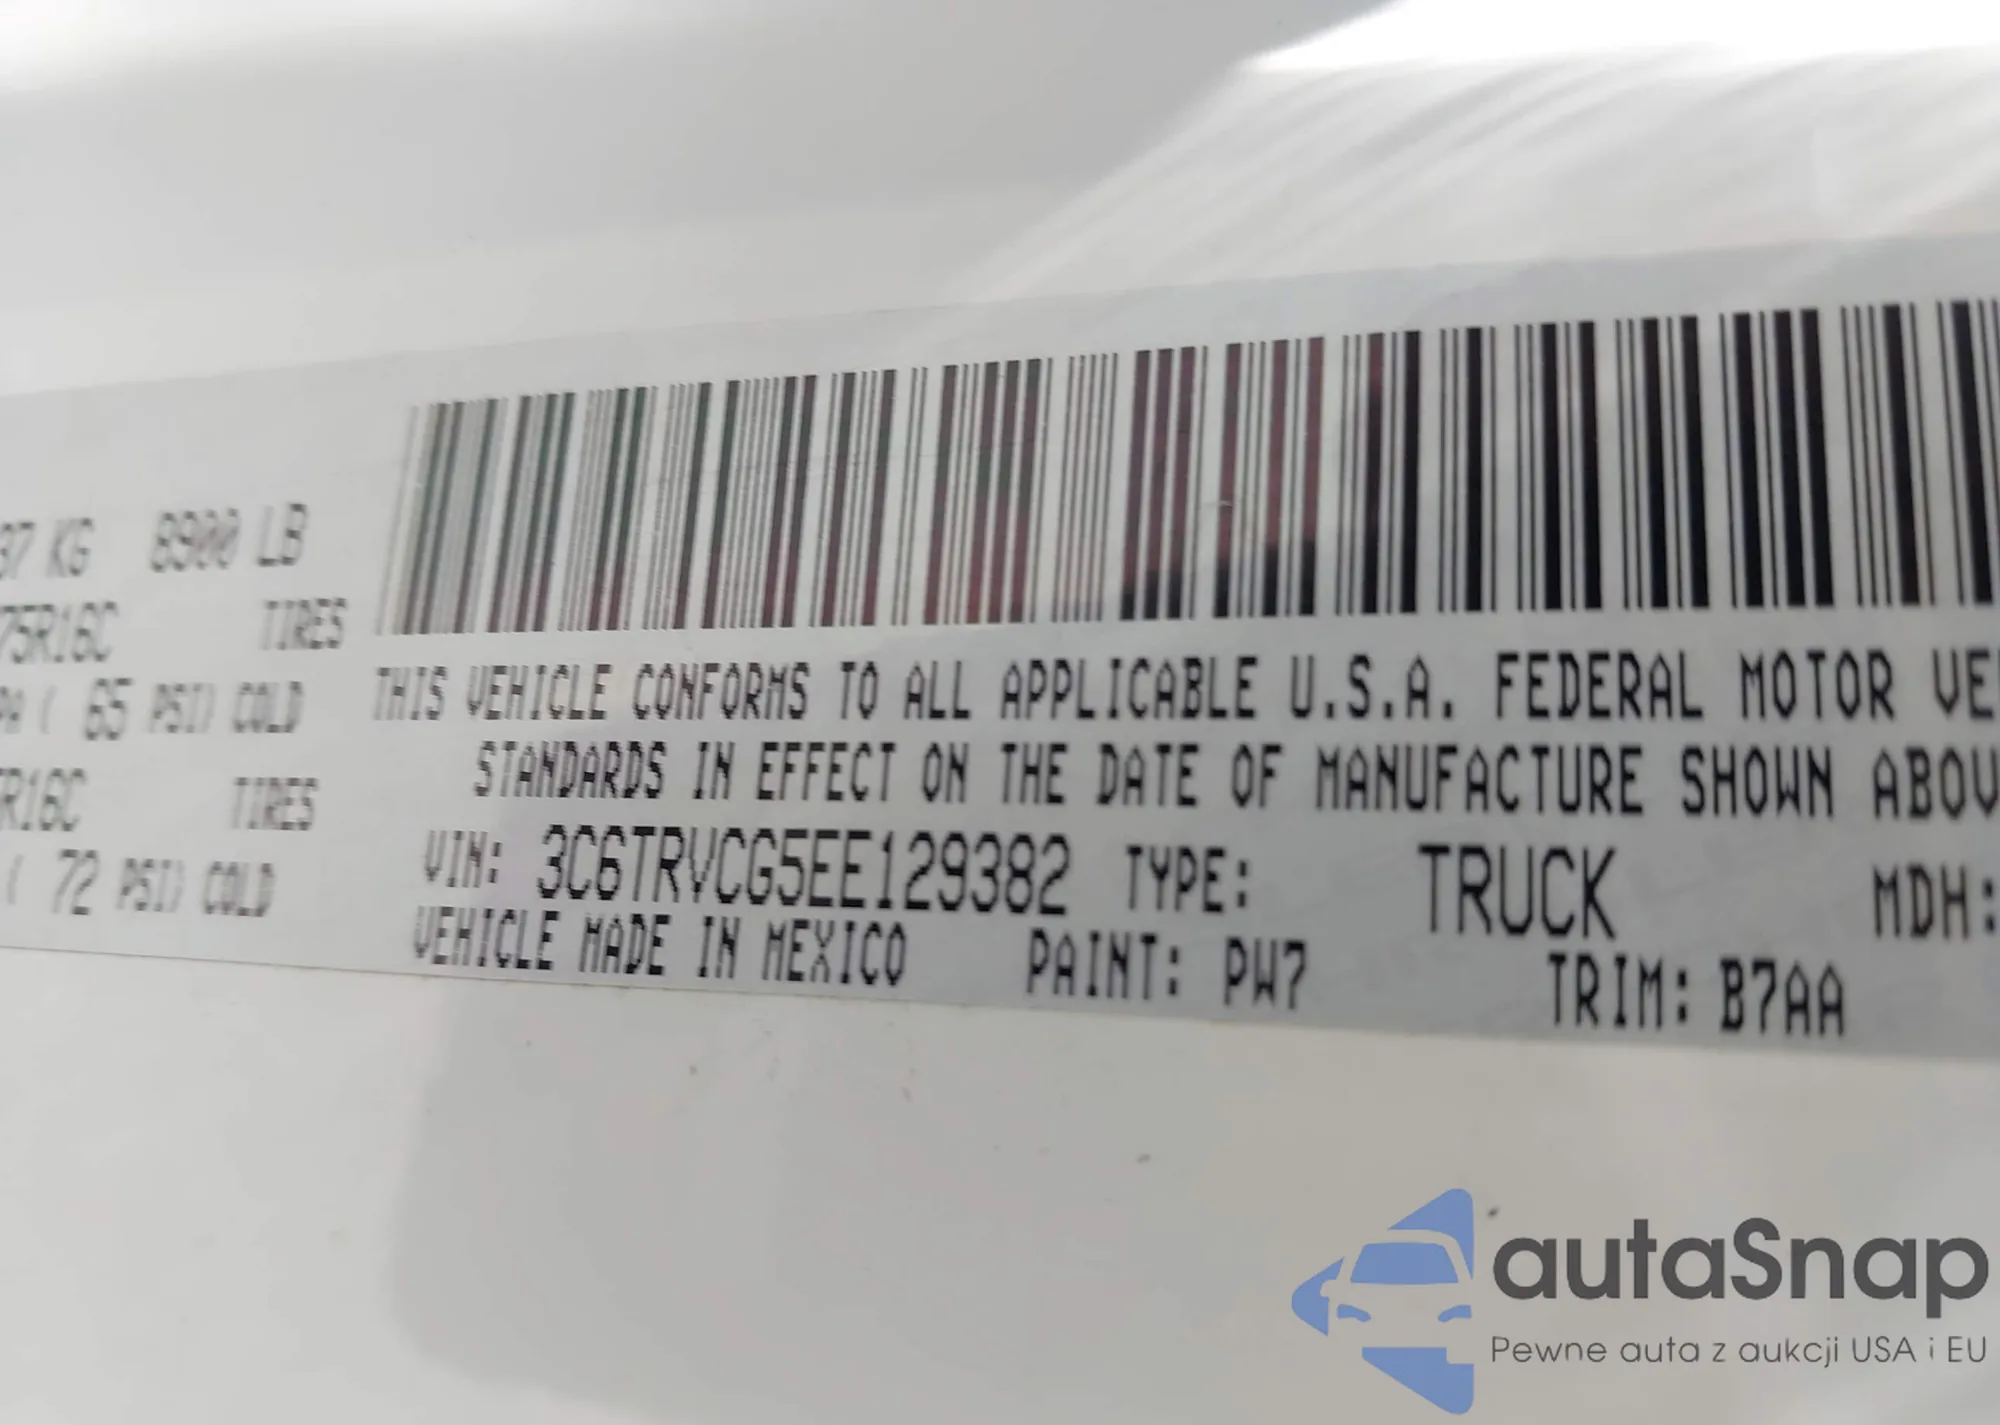 37 KG 8900 LB
75R16C TIRES
PA ( 65 PSI) COLD
R16C TIRES
( 72 PSI) COLD
THIS VEHICLE CONFORMS TO ALL APPLICABLE U.S.A. FEDERAL MOTOR VE
STANDARDS IN EFFECT ON THE DATE OF MANUFACTURE SHOWN ABOV
VIN: 3C6TRVCG5EE129382 TYPE: TRUCK MDH:
VEHICLE MADE IN MEXICO PAINT: PW7 TRIM: B7AA
autaSnap
Pewne auta z aukcji USA i EU